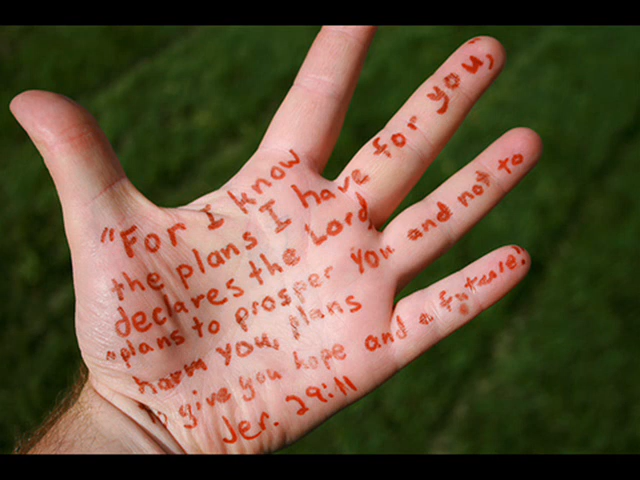 "For I know
the plans I have for you,"
declares the Lord
"plans to prosper you and not to
harm you, plans
to give you hope and a future."
Jer. 29:11